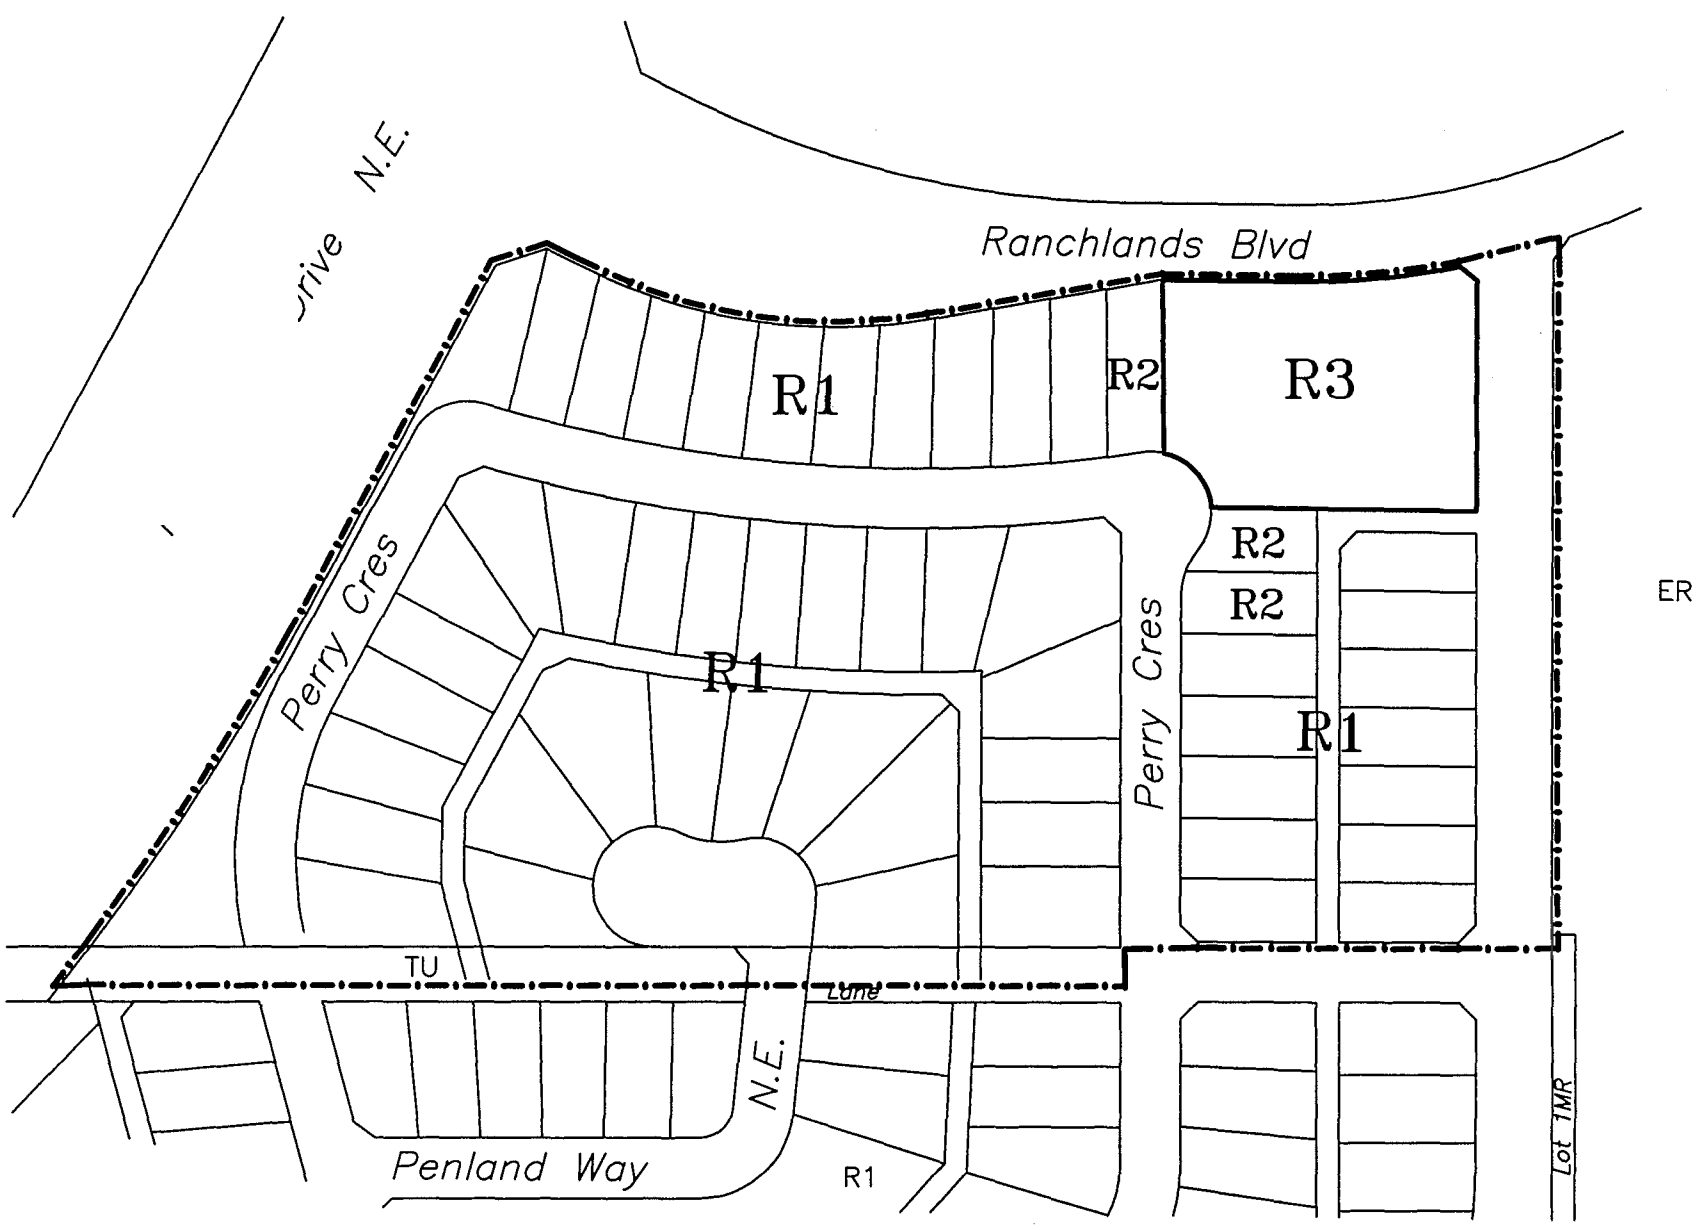 N.E.
rive
Ranchlands Blvd
R1
R2
R3
Perry Cres
R2
R2
ER
Perry Cres
R1
R1
TU
Lane
N.E.
Lot 1MR
Penland Way
R1